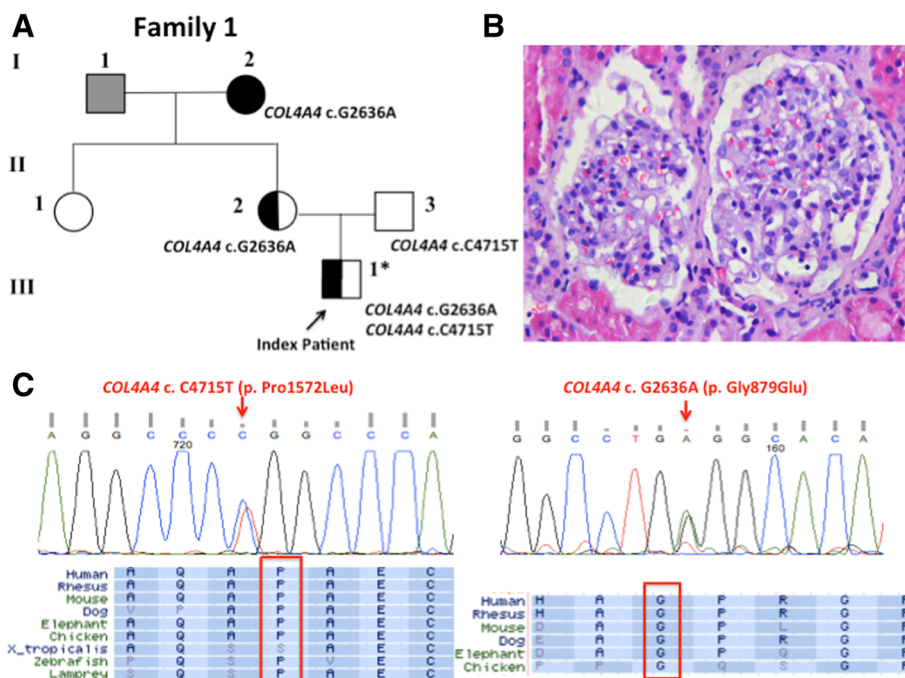 A
Family 1
B
I
1
2
COL4A4 c.G2636A
II
1
2
3
COL4A4 c.G2636A
COL4A4 c.C4715T
III
1*
COL4A4 c.G2636A
COL4A4 c.C4715T
Index Patient
C
COL4A4 c. C4715T (p. Pro1572Leu)
COL4A4 c. G2636A (p. Gly879Glu)
A G G C C C C G G C C C A
720
G G C C T G A G G C A C A
160
Human A Q A P A E C
Rhesus A Q A P A E C
Mouse A Q A P A E C
Dog V P A P A E C
Elephant A Q A P A E C
Chicken A Q A P A E C
X_tropicalis A Q S S A E C
Zebrafish P Q S P V E C
Lamprey S Q S P A E C
Human H A G P R G
Rhesus H A G P R G
Mouse D A G P L G
Dog D A G P R G
Elephant E A G P Q G
Chicken P P G Q S G